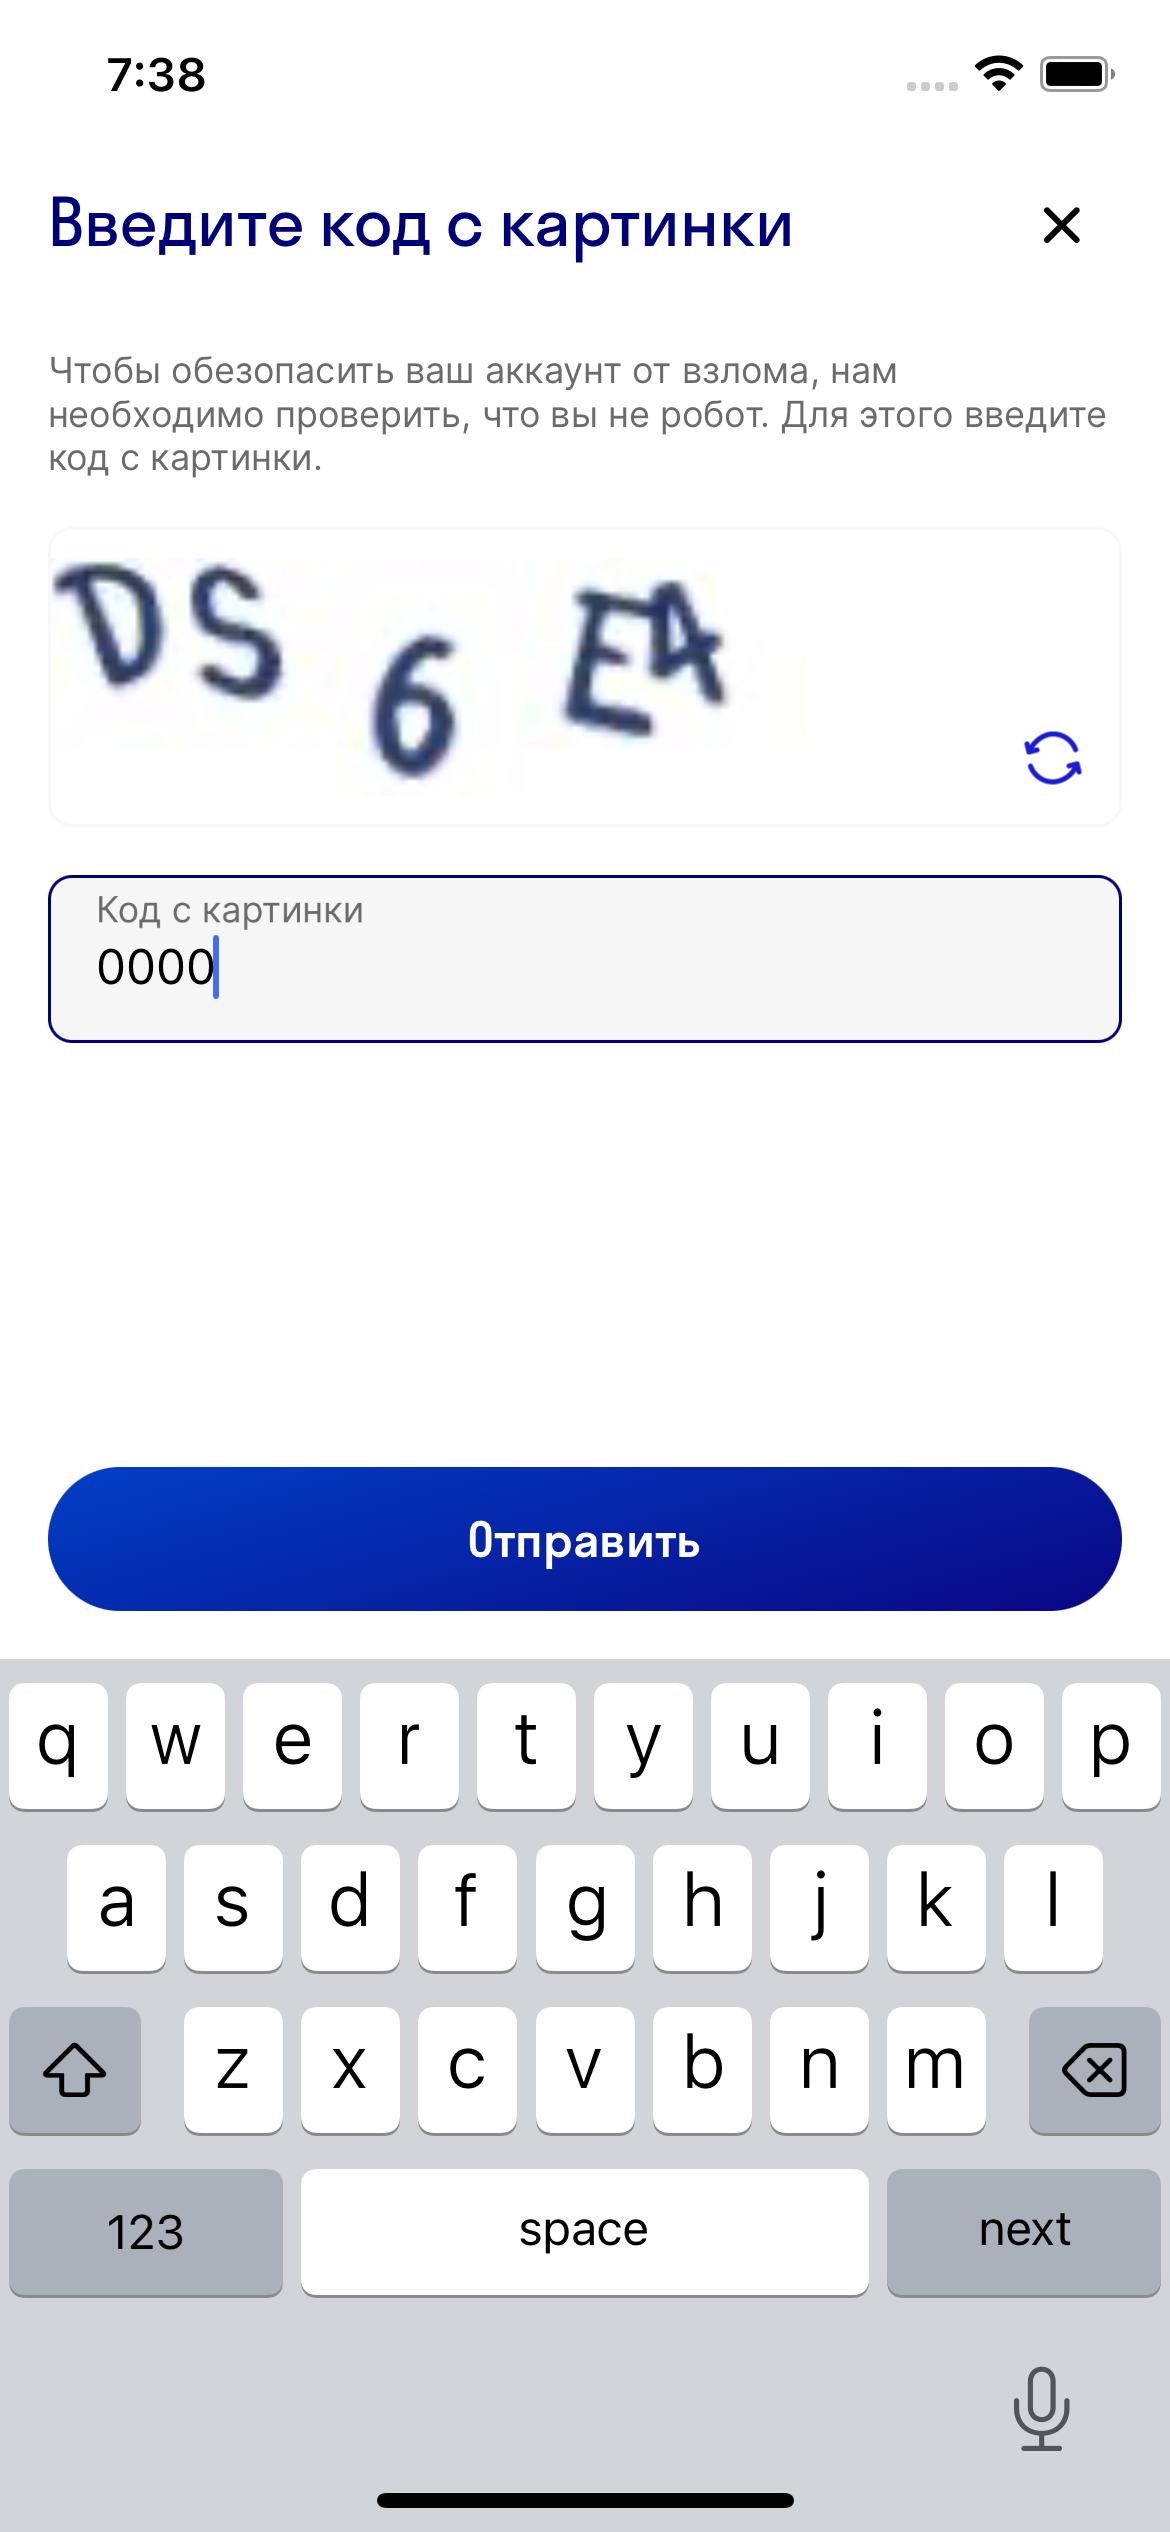 7:38
Введите код с картинки
Чтобы обезопасить ваш аккаунт от взлома, нам
необходимо проверить, что вы не робот. Для этого введите
код с картинки.
DS 6 EA
Код с картинки
0000
Отправить
q w e r t y u i o p
a s d f g h j k l
z x c v b n m
123 space next